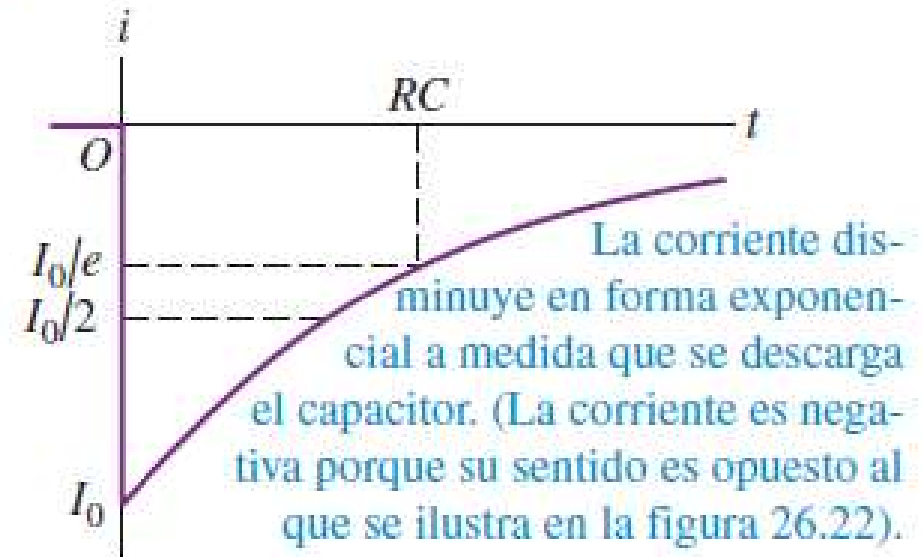 i
RC
t
O
I₀/e
I₀/2
I₀
La corriente dis-
minuye en forma exponen-
cial a medida que se descarga
el capacitor. (La corriente es nega-
tiva porque su sentido es opuesto al
que se ilustra en la figura 26.22).